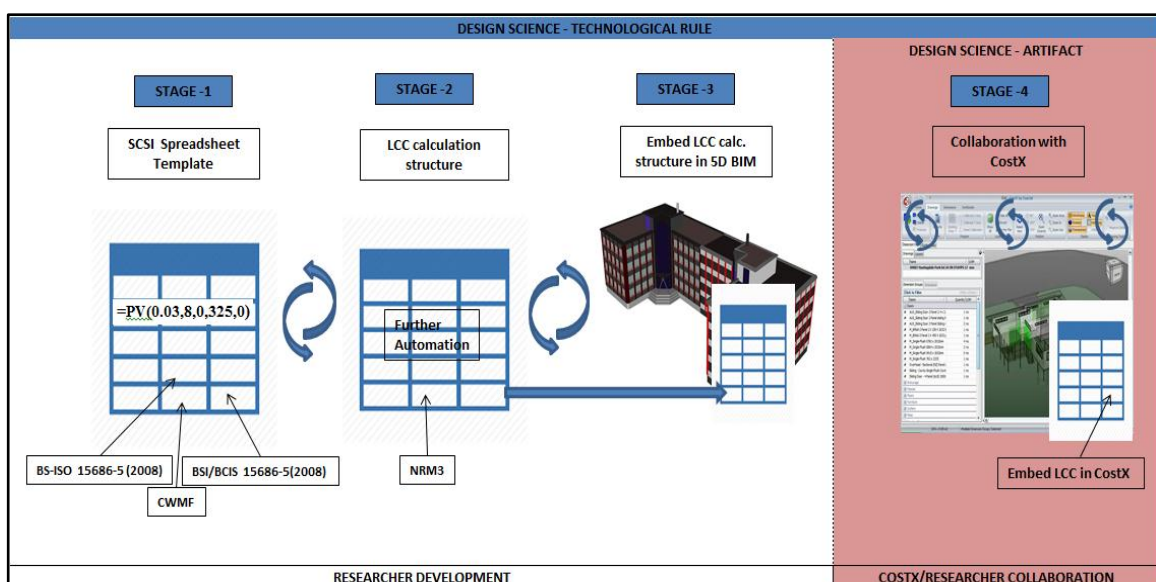 DESIGN SCIENCE - TECHNOLOGICAL RULE
DESIGN SCIENCE - ARTIFACT
STAGE -1
STAGE -2
STAGE -3
STAGE -4
SCSI Spreadsheet
Template
LCC calculation
structure
Embed LCC calc.
structure in 5D BIM
Collaboration with
CostX
=PV(0.03,8,0,325,0)
Further
Automation
BS-ISO 15686-5 (2008)
BSI/BCIS 15686-5(2008)
CWMF
NRM3
Embed LCC in CostX
RESEARCHER DEVELOPMENT
COSTX/RESEARCHER COLLABORATION